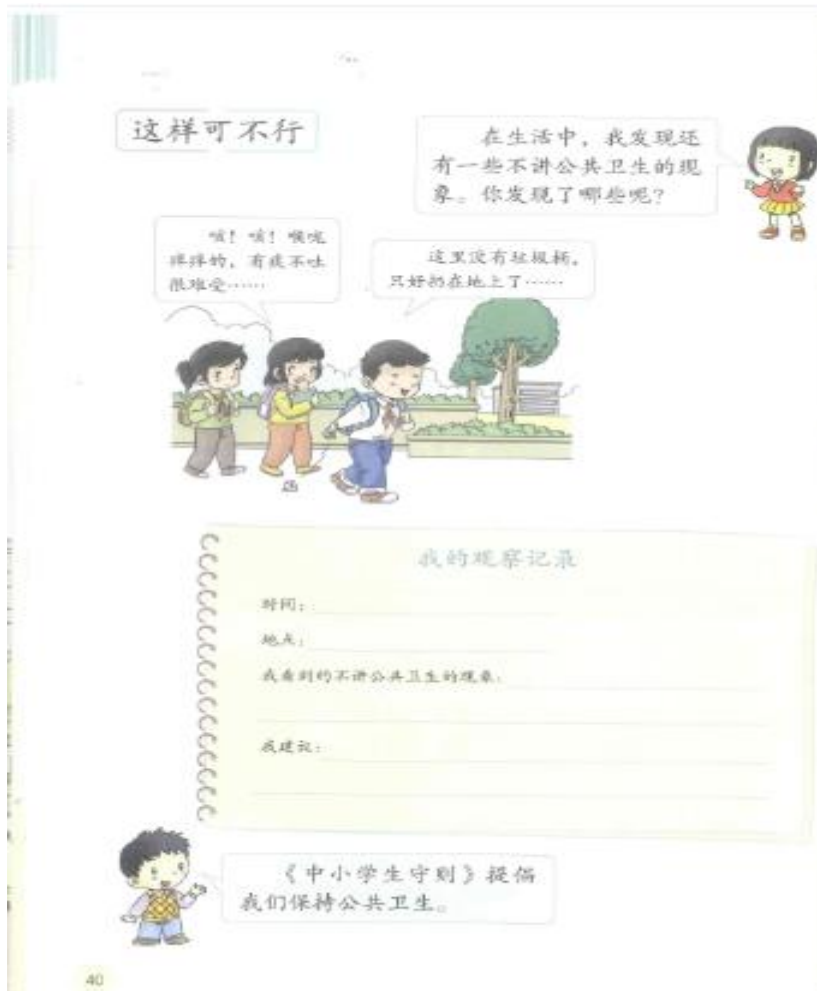 这样可不行
在生活中，我发现还
有一些不讲公共卫生的现
象。你发现了哪些呢？
咳！咳！喉咙
痒痒的，有痰不吐
很难受……
这里没有垃圾桶，
只好扔在地上了……
我的观察记录
时间：
地点：
我看到的不讲公共卫生的现象：
我建议：
《中小学生守则》提倡
我们保持公共卫生。
40